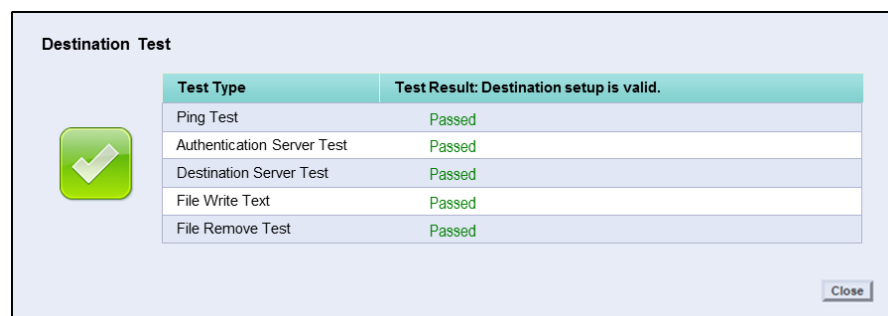 Destination Test
Test Type Test Result: Destination setup is valid.
Ping Test Passed
Authentication Server Test Passed
Destination Server Test Passed
File Write Text Passed
File Remove Test Passed
Close